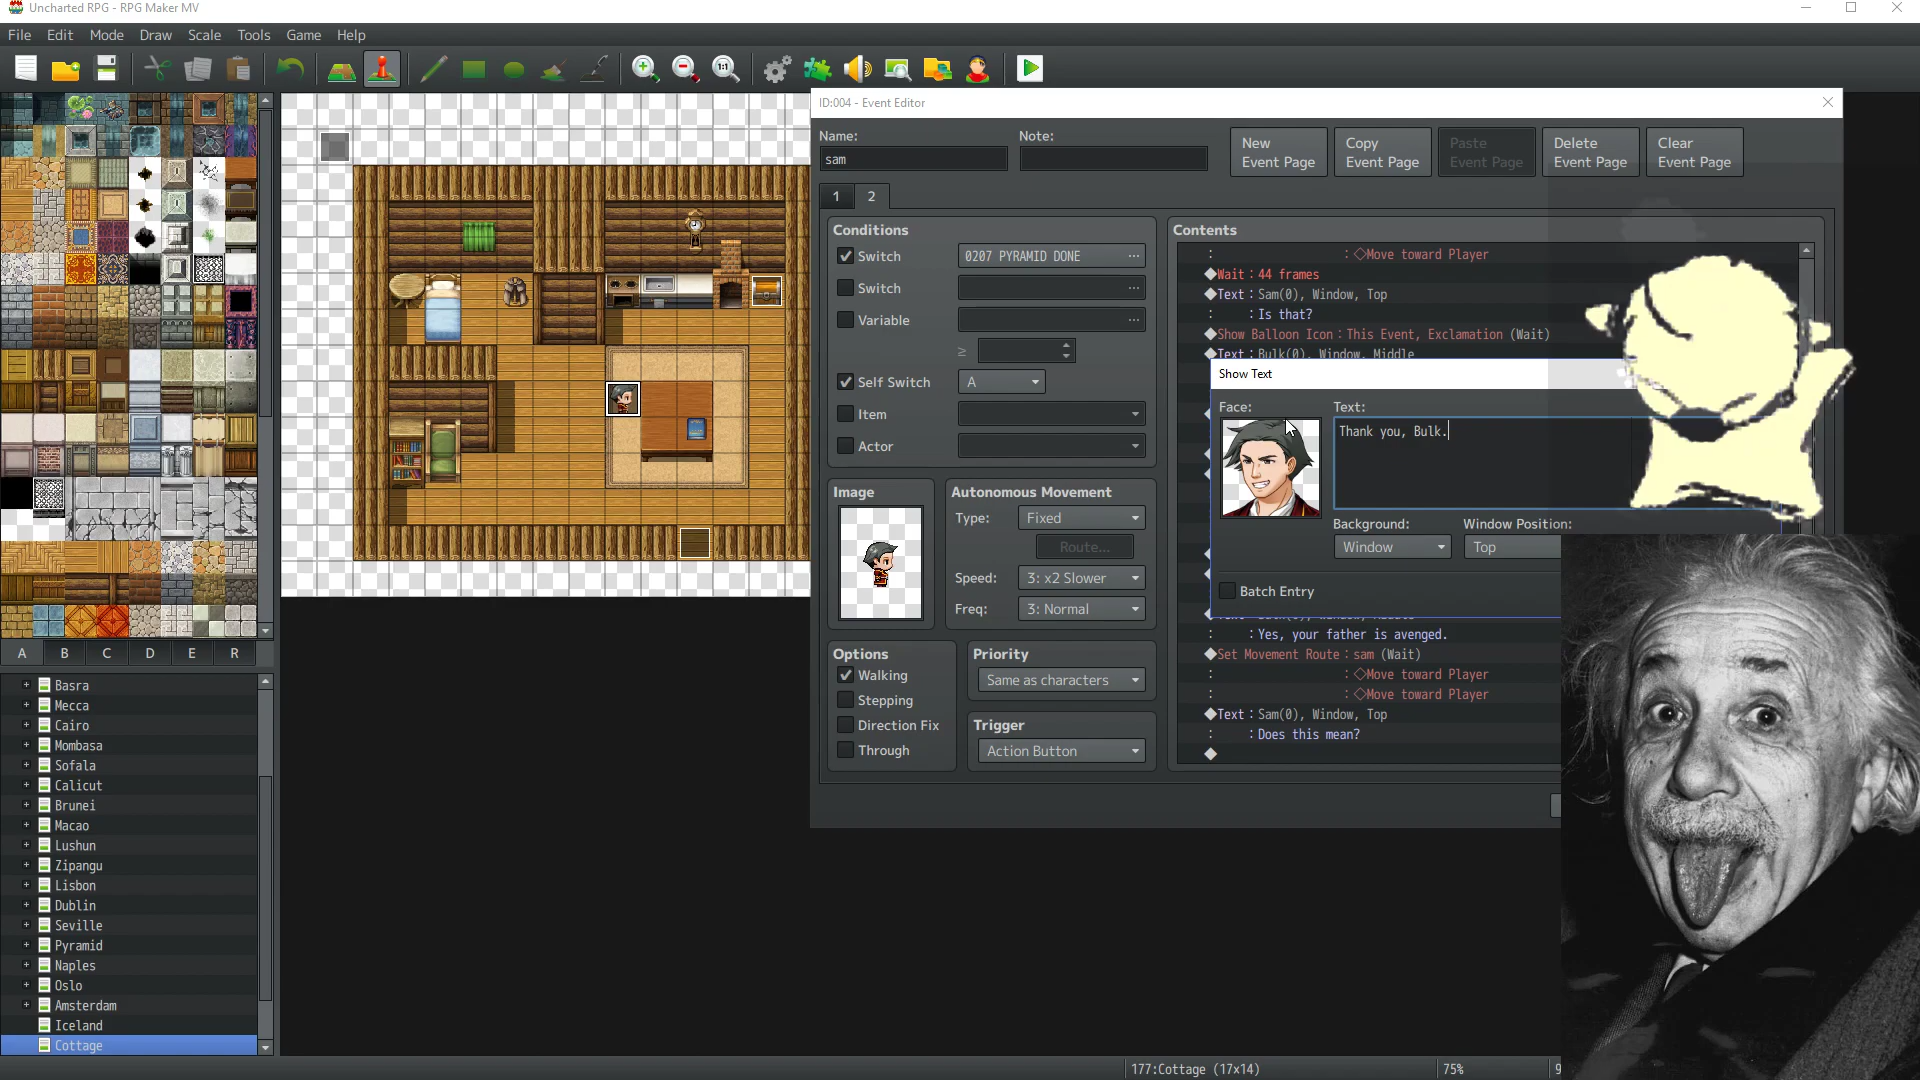 Uncharted RPG - RPG Maker MV
File Edit Mode Draw Scale Tools Game Help
1:1
ID:004 - Event Editor
Name:
sam
Note:
New
Event Page
Copy
Event Page
Paste
Event Page
Delete
Event Page
Clear
Event Page
1 2
Conditions
Switch 0207 PYRAMID DONE ...
Switch ...
Variable ...
≥
Self Switch A
Item
Actor
Image
Autonomous Movement
Type: Fixed
Route...
Speed: 3: x2 Slower
Freq: 3: Normal
Options
Walking
Stepping
Direction Fix
Through
Priority
Same as characters
Trigger
Action Button
Contents
: : ◇Move toward Player
◆Wait : 44 frames
◆Text : Sam(0), Window, Top
: : Is that?
◆Show Balloon Icon : This Event, Exclamation (Wait)
◆Text : Bulk(0), Window, Middle
Show Text
Face:
Text:
Thank you, Bulk.
Background:
Window
Window Position:
Top
Batch Entry
: : Yes, your father is avenged.
◆Set Movement Route : sam (Wait)
: : ◇Move toward Player
: : ◇Move toward Player
◆Text : Sam(0), Window, Top
: : Does this mean?
◆
A B C D E R
Basra
Mecca
Cairo
Mombasa
Sofala
Calicut
Brunei
Macao
Lushun
Zipangu
Lisbon
Dublin
Seville
Pyramid
Naples
Oslo
Amsterdam
Iceland
Cottage
177:Cottage (17x14)
75%